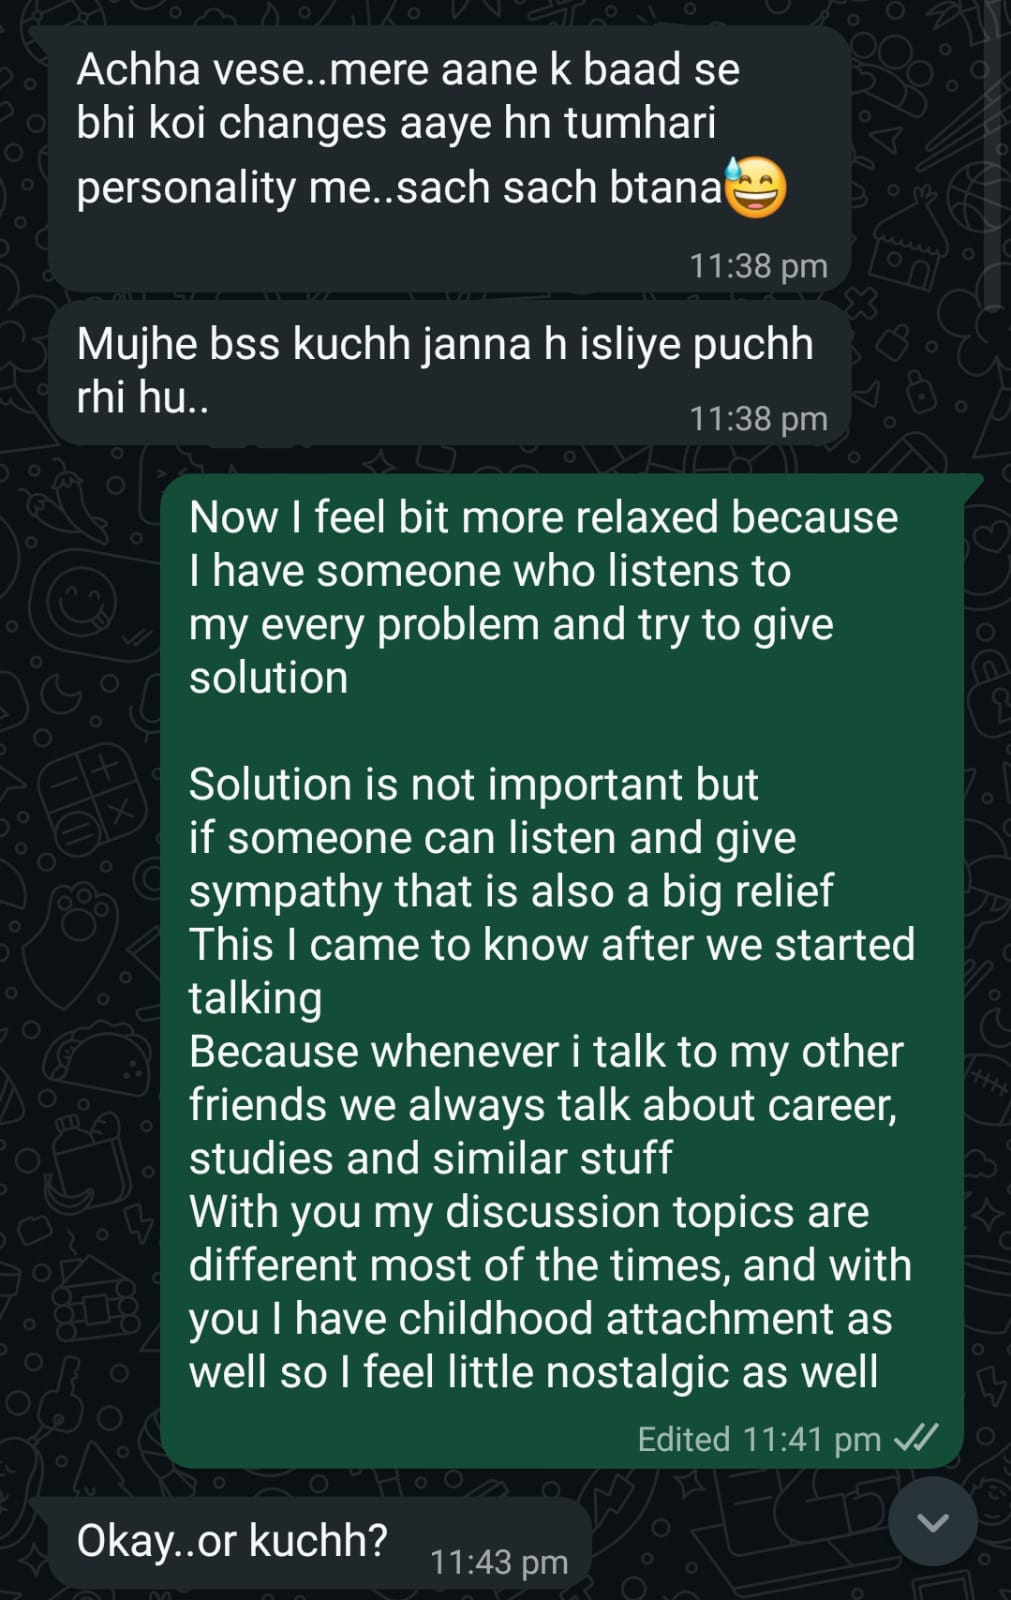 Achha vese..mere aane k baad se
bhi koi changes aaye hn tumhari
personality me..sach sach btana😅
11:38 pm
Mujhe bss kuchh janna h isliye puchh
rhi hu..
11:38 pm
Now I feel bit more relaxed because
I have someone who listens to
my every problem and try to give
solution
Solution is not important but
if someone can listen and give
sympathy that is also a big relief
This I came to know after we started
talking
Because whenever i talk to my other
friends we always talk about career,
studies and similar stuff
With you my discussion topics are
different most of the times, and with
you I have childhood attachment as
well so I feel little nostalgic as well
Edited 11:41 pm
Okay..or kuchh?
11:43 pm